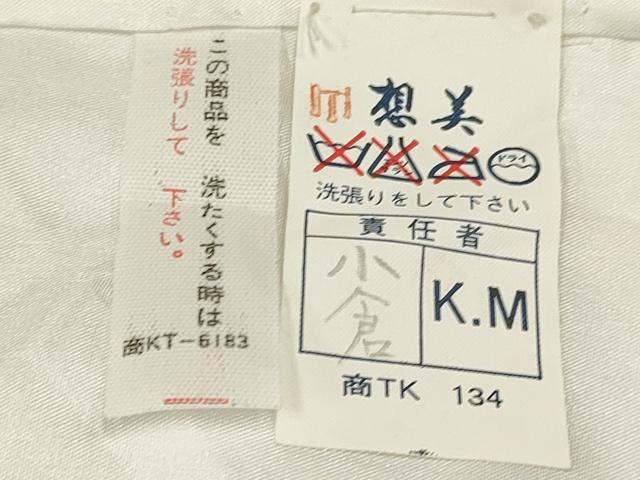 この商品を 洗たくする時は
洗張りして 下さい。
商KT-6183
想美
ドライ
洗張りをして下さい
責任者
小倉
K.M
商TK 134